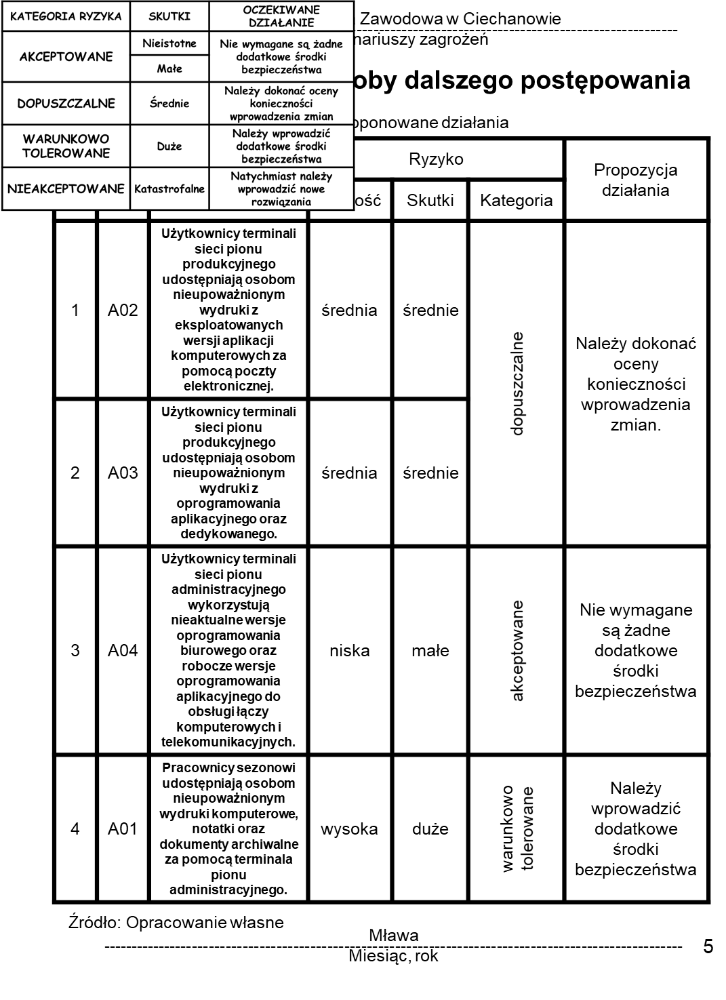 KATEGORIA RYZYKA SKUTKI OCZEKIWANE
DZIAŁANIE
AKCEPTOWANE
Nieistotne
Małe
Nie wymagane są żadne
dodatkowe środki
bezpieczeństwa
DOPUSZCZALNE
Średnie
Należy dokonać oceny
konieczności
wprowadzenia zmian
WARUNKOWO
TOLEROWANE
Duże
Należy wprowadzić
dodatkowe środki
bezpieczeństwa
NIEAKCEPTOWANE
Katastrofalne
Natychmiast należy
wprowadzić nowe
rozwiązania
Zawodowa w Ciechanowie
nariuszy zagrożeń
oby dalszego postępowania
oponowane działania
Ryzyko
Propozycja
działania
ość
Skutki
Kategoria
1
A02
Użytkownicy terminali
sieci pionu
produkcyjnego
udostępniają osobom
nieupoważnionym
wydruki z
eksploatowanych
wersji aplikacji
komputerowych za
pomocą poczty
elektronicznej.
średnia
średnie
dopuszczalne
Należy dokonać
oceny
konieczności
wprowadzenia
zmian.
2
A03
Użytkownicy terminali
sieci pionu
produkcyjnego
udostępniają osobom
nieupoważnionym
wydruki z
oprogramowania
aplikacyjnego oraz
dedykowanego.
średnia
średnie
3
A04
Użytkownicy terminali
sieci pionu
administracyjnego
wykorzystują
nieaktualne wersje
oprogramowania
biurowego oraz
robocze wersje
oprogramowania
aplikacyjnego do
obsługi łączy
komputerowych i
telekomunikacyjnych.
niska
małe
akceptowane
Nie wymagane
są żadne
dodatkowe
środki
bezpieczeństwa
4
A01
Pracownicy sezonowi
udostępniają osobom
nieupoważnionym
wydruki komputerowe,
notatki oraz
dokumenty archiwalne
za pomocą terminala
pionu
administracyjnego.
wysoka
duże
warunkowo
tolerowane
Należy
wprowadzić
dodatkowe
środki
bezpieczeństwa
Źródło: Opracowanie własne
Mława
Miesiąc, rok
5